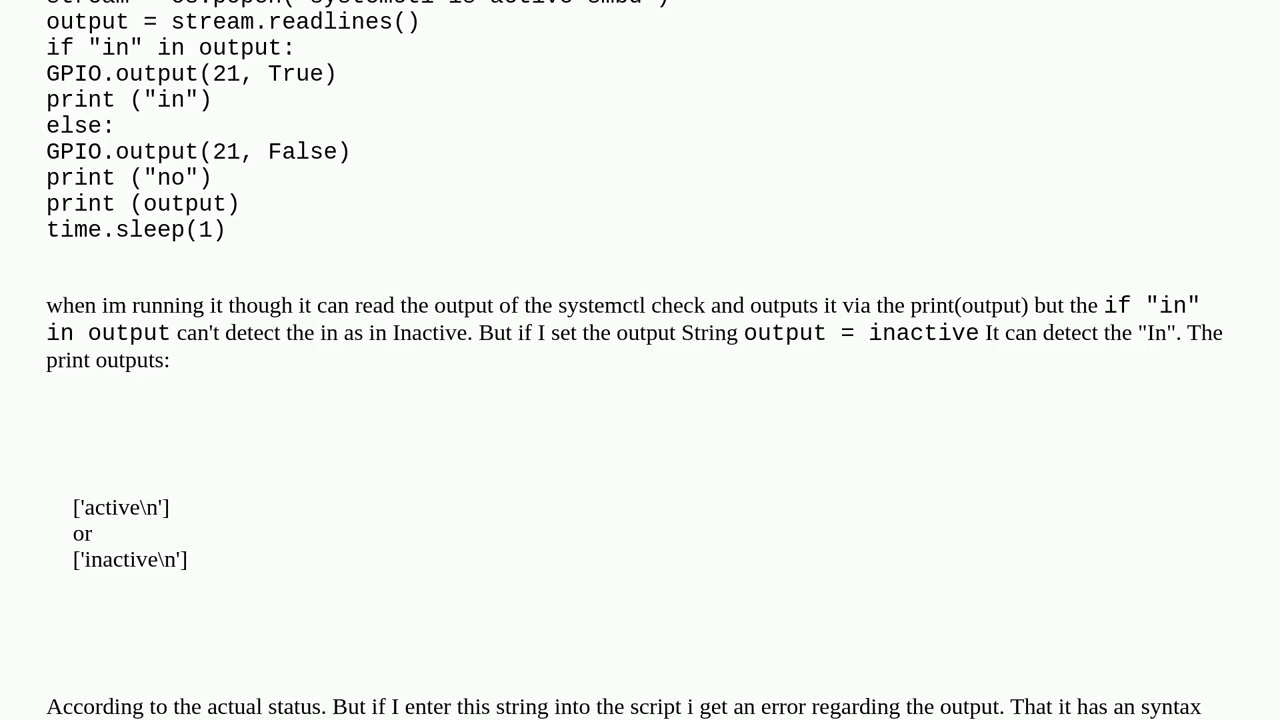 output = stream.readlines()
if "in" in output:
GPIO.output(21, True)
print ("in")
else:
GPIO.output(21, False)
print ("no")
print (output)
time.sleep(1)
when im running it though it can read the output of the systemctl check and outputs it via the print(output) but the if "in"
in output can't detect the in as in Inactive. But if I set the output String output = inactive It can detect the "In". The
print outputs:
['active\n']
or
['inactive\n']
According to the actual status. But if I enter this string into the script i get an error regarding the output. That it has an syntax